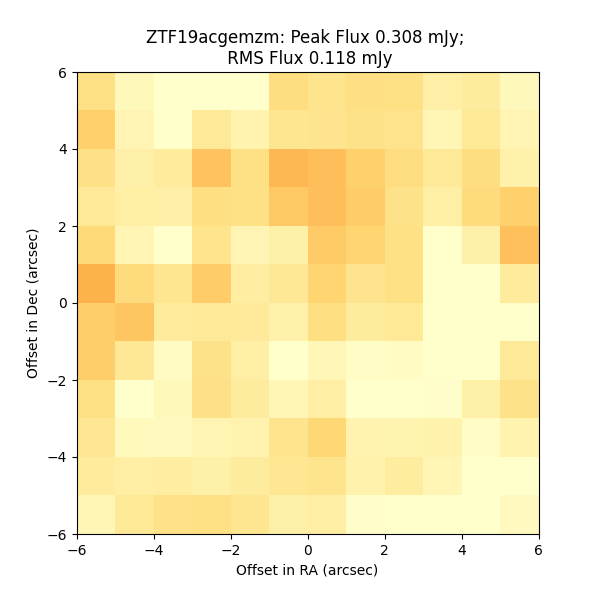 ZTF19acgemzm: Peak Flux 0.308 mJy;
RMS Flux 0.118 mJy
6
4
2
0
−2
−4
−6
Offset in Dec (arcsec)
−6 −4 −2 0 2 4 6
Offset in RA (arcsec)